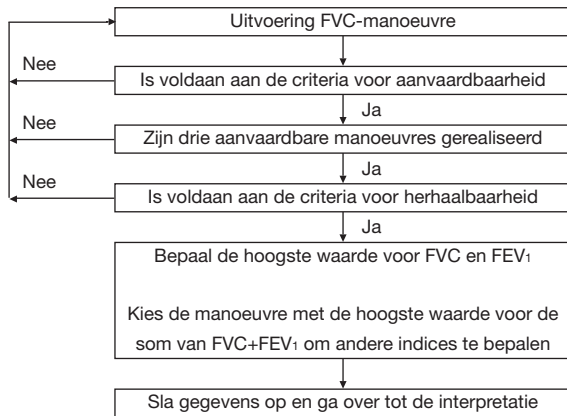 Uitvoering FVC-manoeuvre
Nee
Is voldaan aan de criteria voor aanvaardbaarheid
Ja
Nee
Zijn drie aanvaardbare manoeuvres gerealiseerd
Ja
Nee
Is voldaan aan de criteria voor herhaalbaarheid
Ja
Bepaal de hoogste waarde voor FVC en FEV₁
Kies de manoeuvre met de hoogste waarde voor de
som van FVC+FEV₁ om andere indices te bepalen
Sla gegevens op en ga over tot de interpretatie